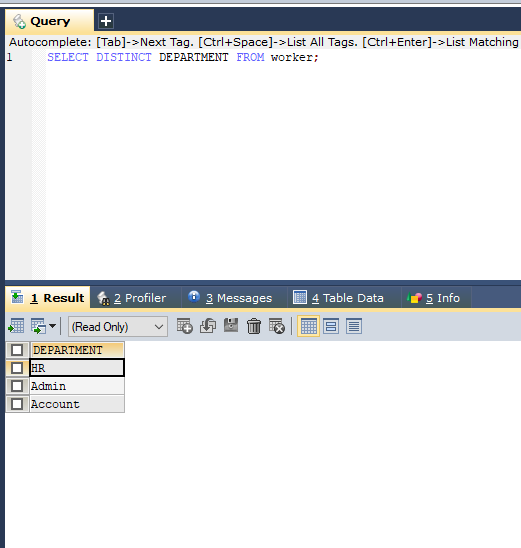 Query
Autocomplete: [Tab]->Next Tag. [Ctrl+Space]->List All Tags. [Ctrl+Enter]->List Matching
1 SELECT DISTINCT DEPARTMENT FROM worker;
1 Result 2 Profiler 3 Messages 4 Table Data 5 Info
(Read Only)
DEPARTMENT
HR
Admin
Account